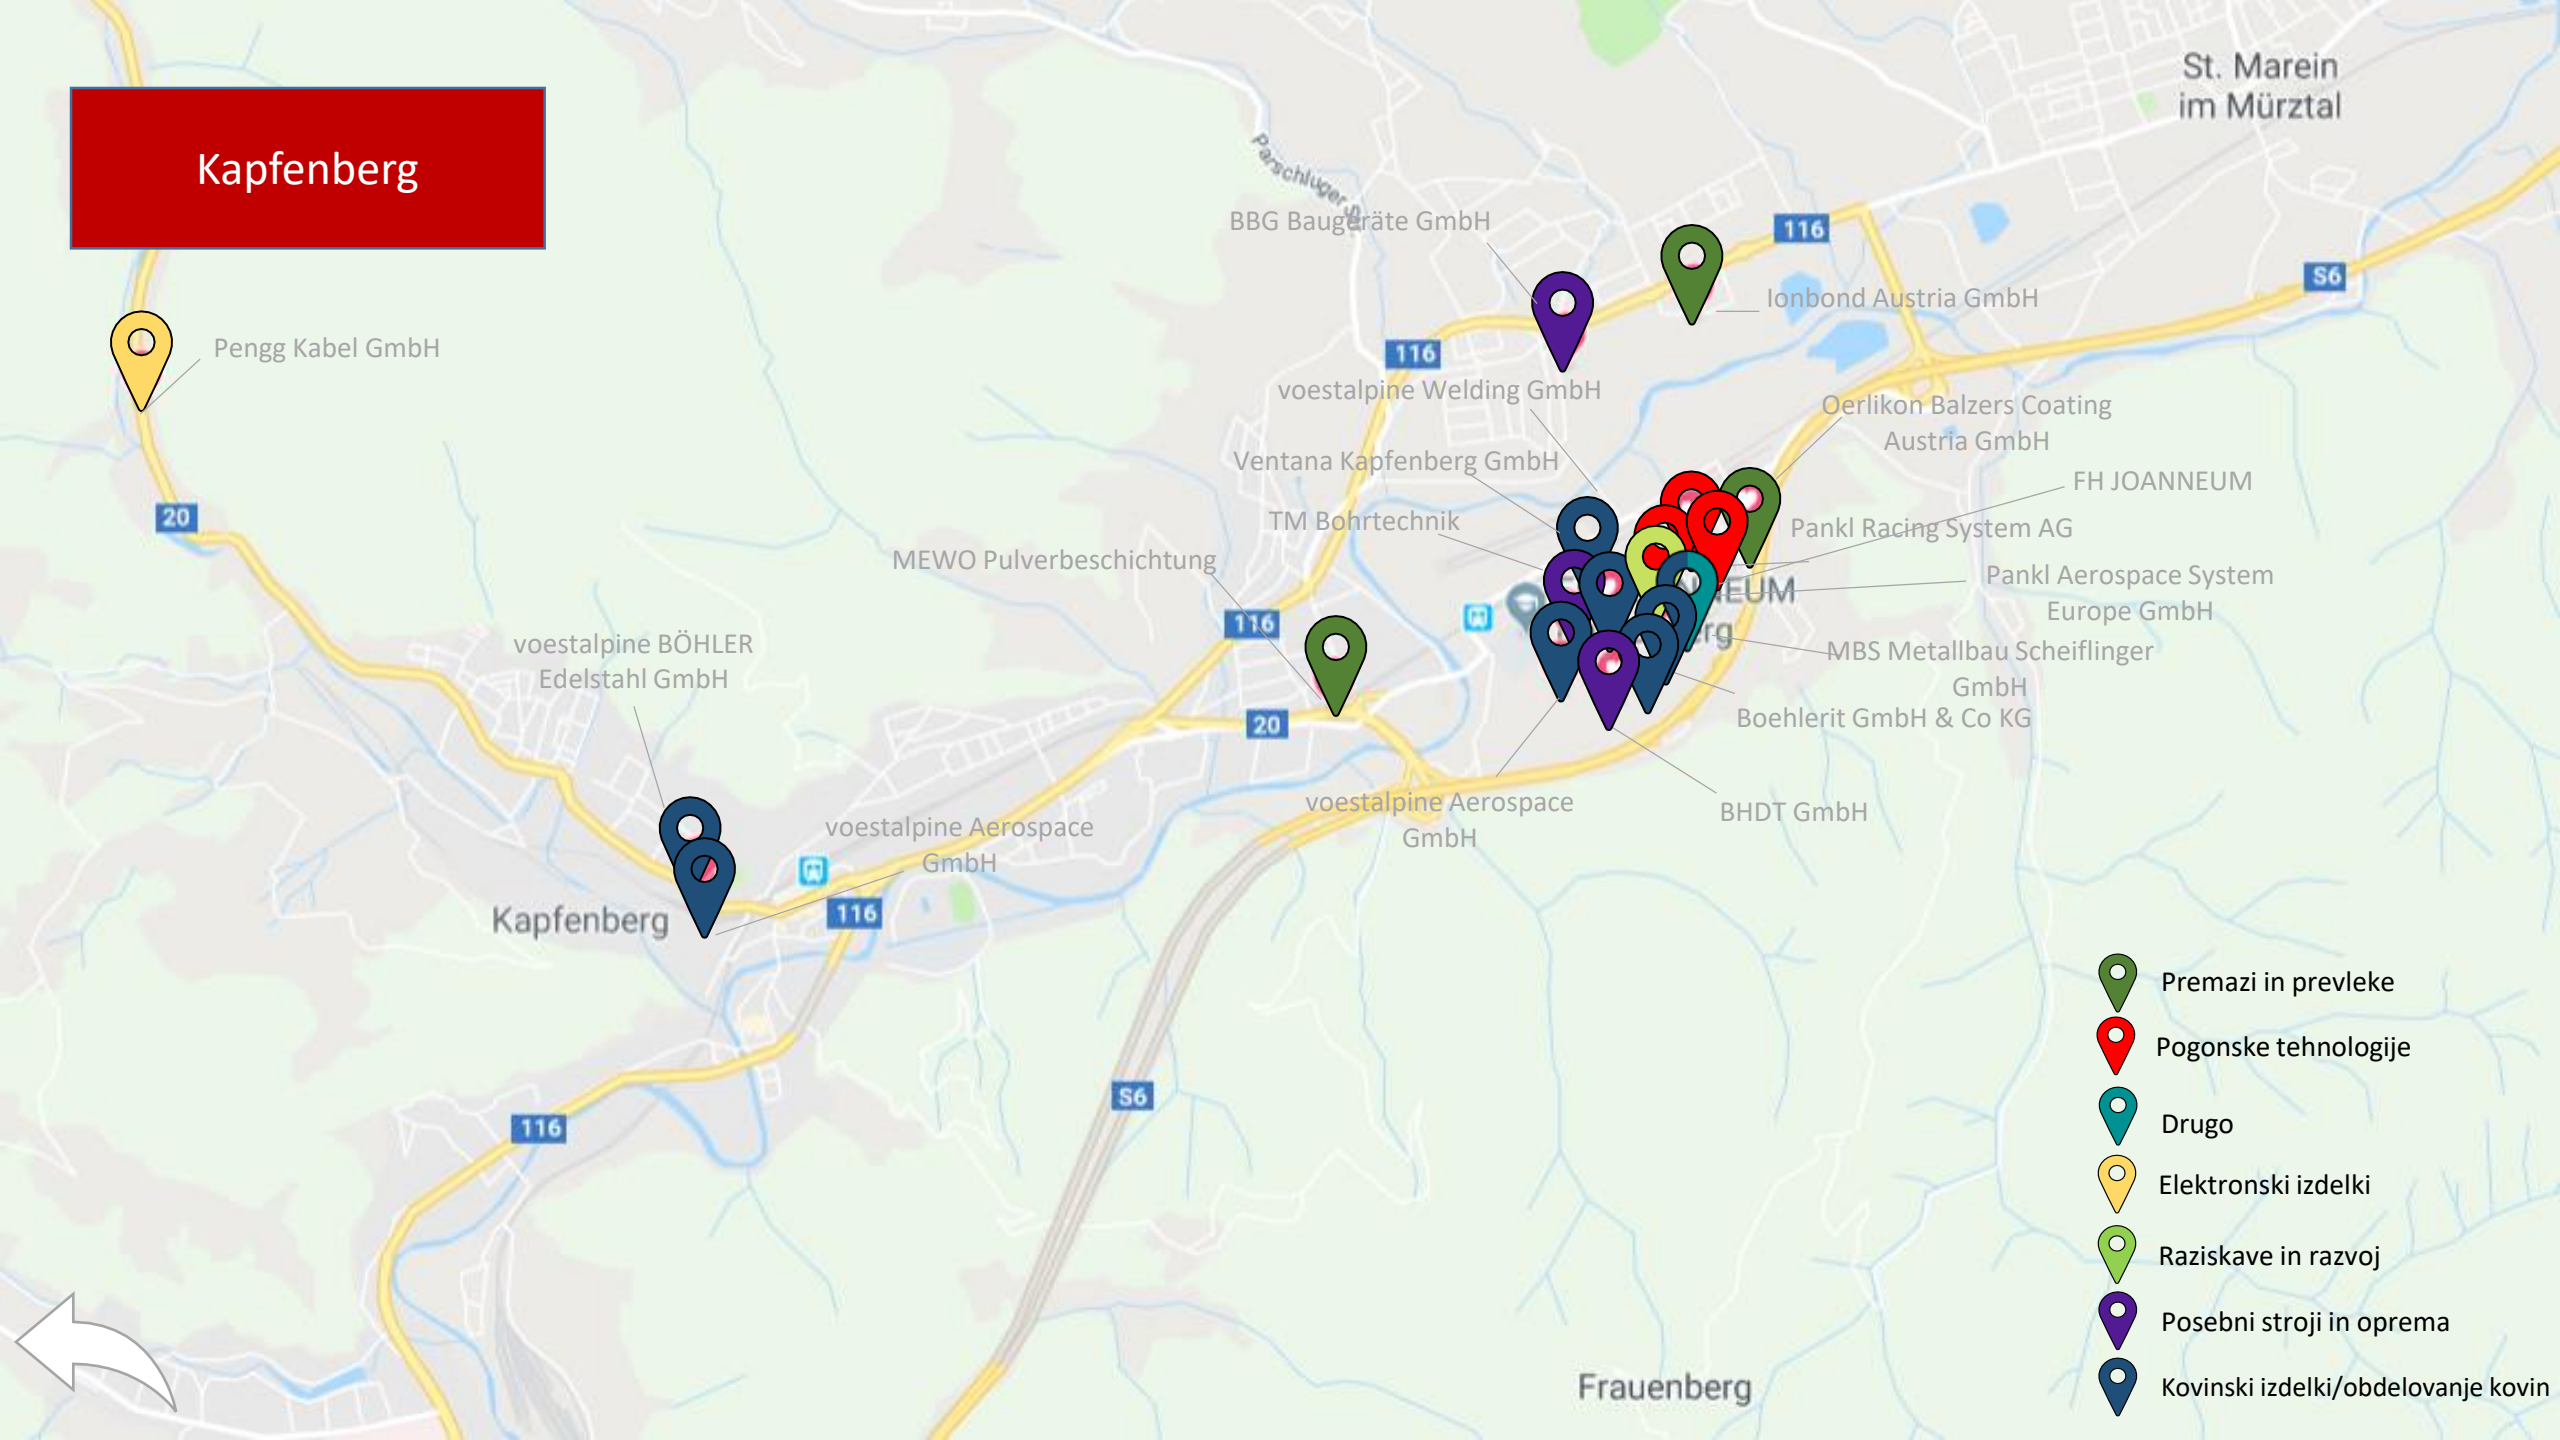 St. Marein
im Mürztal
Kapfenberg
Parschluger
BBG Baugeräte GmbH
116
S6
Ionbond Austria GmbH
Pengg Kabel GmbH
116
voestalpine Welding GmbH
Oerlikon Balzers Coating
Austria GmbH
Ventana Kapfenberg GmbH
FH JOANNEUM
20
TM Bohrtechnik
Pankl Racing System AG
MEWO Pulverbeschichtung
Pankl Aerospace System
Europe GmbH
NEUM
rg
116
voestalpine BÖHLER
Edelstahl GmbH
MBS Metallbau Scheiflinger
GmbH
Boehlerit GmbH & Co KG
20
voestalpine Aerospace
GmbH
BHDT GmbH
voestalpine Aerospace
GmbH
Kapfenberg
116
Premazi in prevleke
Pogonske tehnologije
S6
116
Drugo
Elektronski izdelki
Raziskave in razvoj
Posebni stroji in oprema
Frauenberg
Kovinski izdelki/obdelovanje kovin